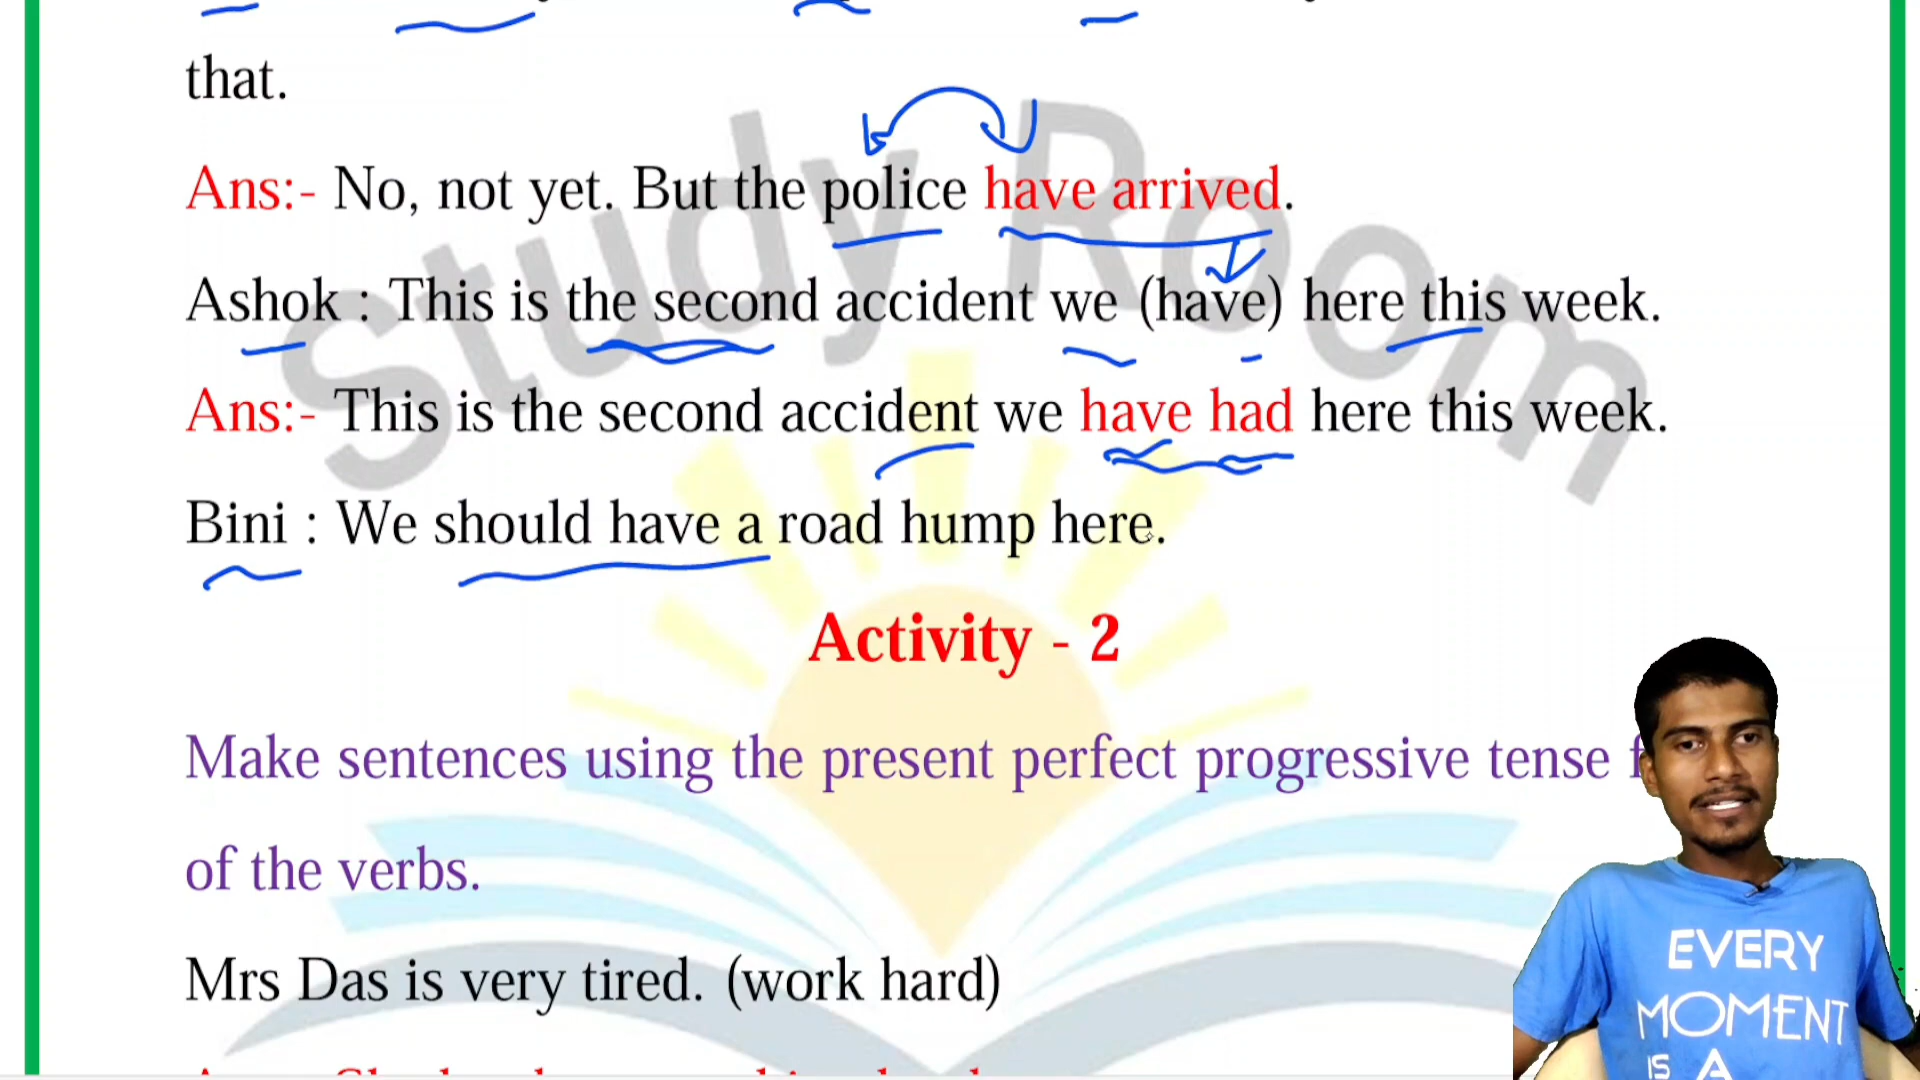 that.
Ans:- No, not yet. But the police have arrived.
Ashok : This is the second accident we (have) here this week.
Ans:- This is the second accident we have had here this week.
Bini : We should have a road hump here.
Activity - 2
Make sentences using the present perfect progressive tense
of the verbs.
Mrs Das is very tired. (work hard)
Study Room
EVERY
MOMENT
IS A